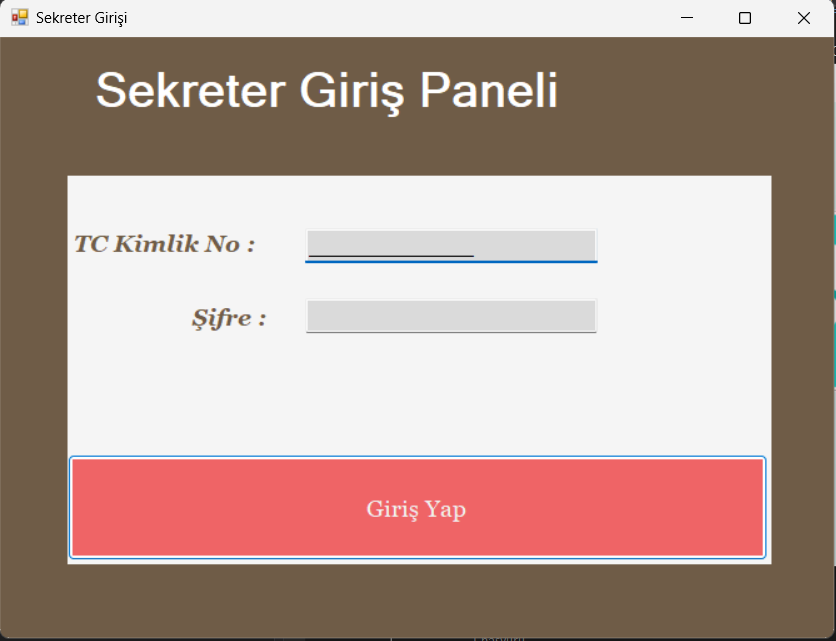 Sekreter Girişi
Sekreter Giriş Paneli
TC Kimlik No :
Şifre :
Giriş Yap